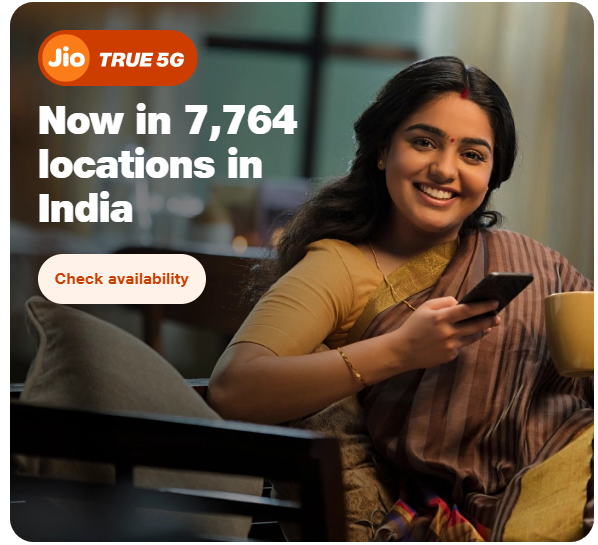 Jio TRUE 5G
Now in 7,764
locations in
India
Check availability